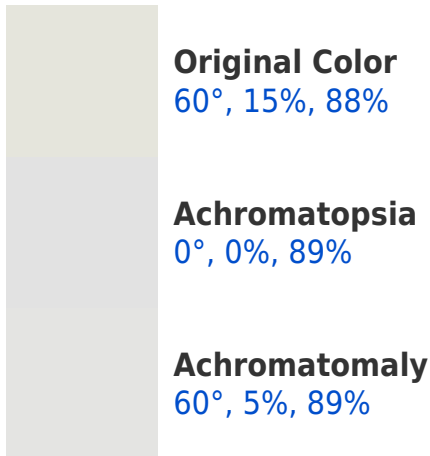 Original Color
60°, 15%, 88%
Achromatopsia
0°, 0%, 89%
Achromatomaly
60°, 5%, 89%